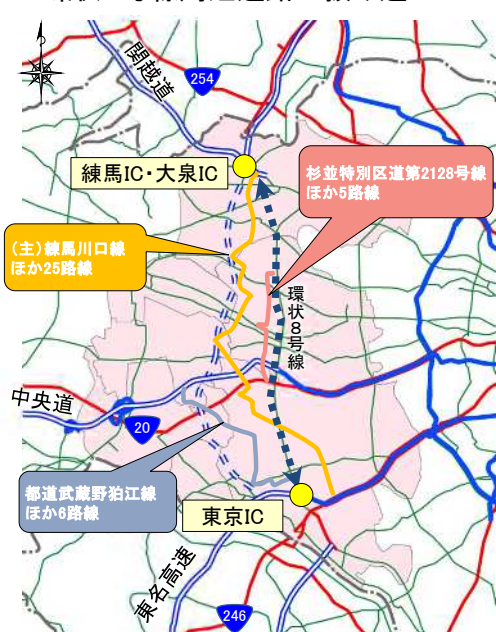 関越道
254
練馬IC・大泉IC
杉並特別区道第2128号線
ほか5路線
(主)練馬川口線
ほか25路線
環状8号線
中央道
20
都道武蔵野狛江線
ほか6路線
東京IC
東名高速
246